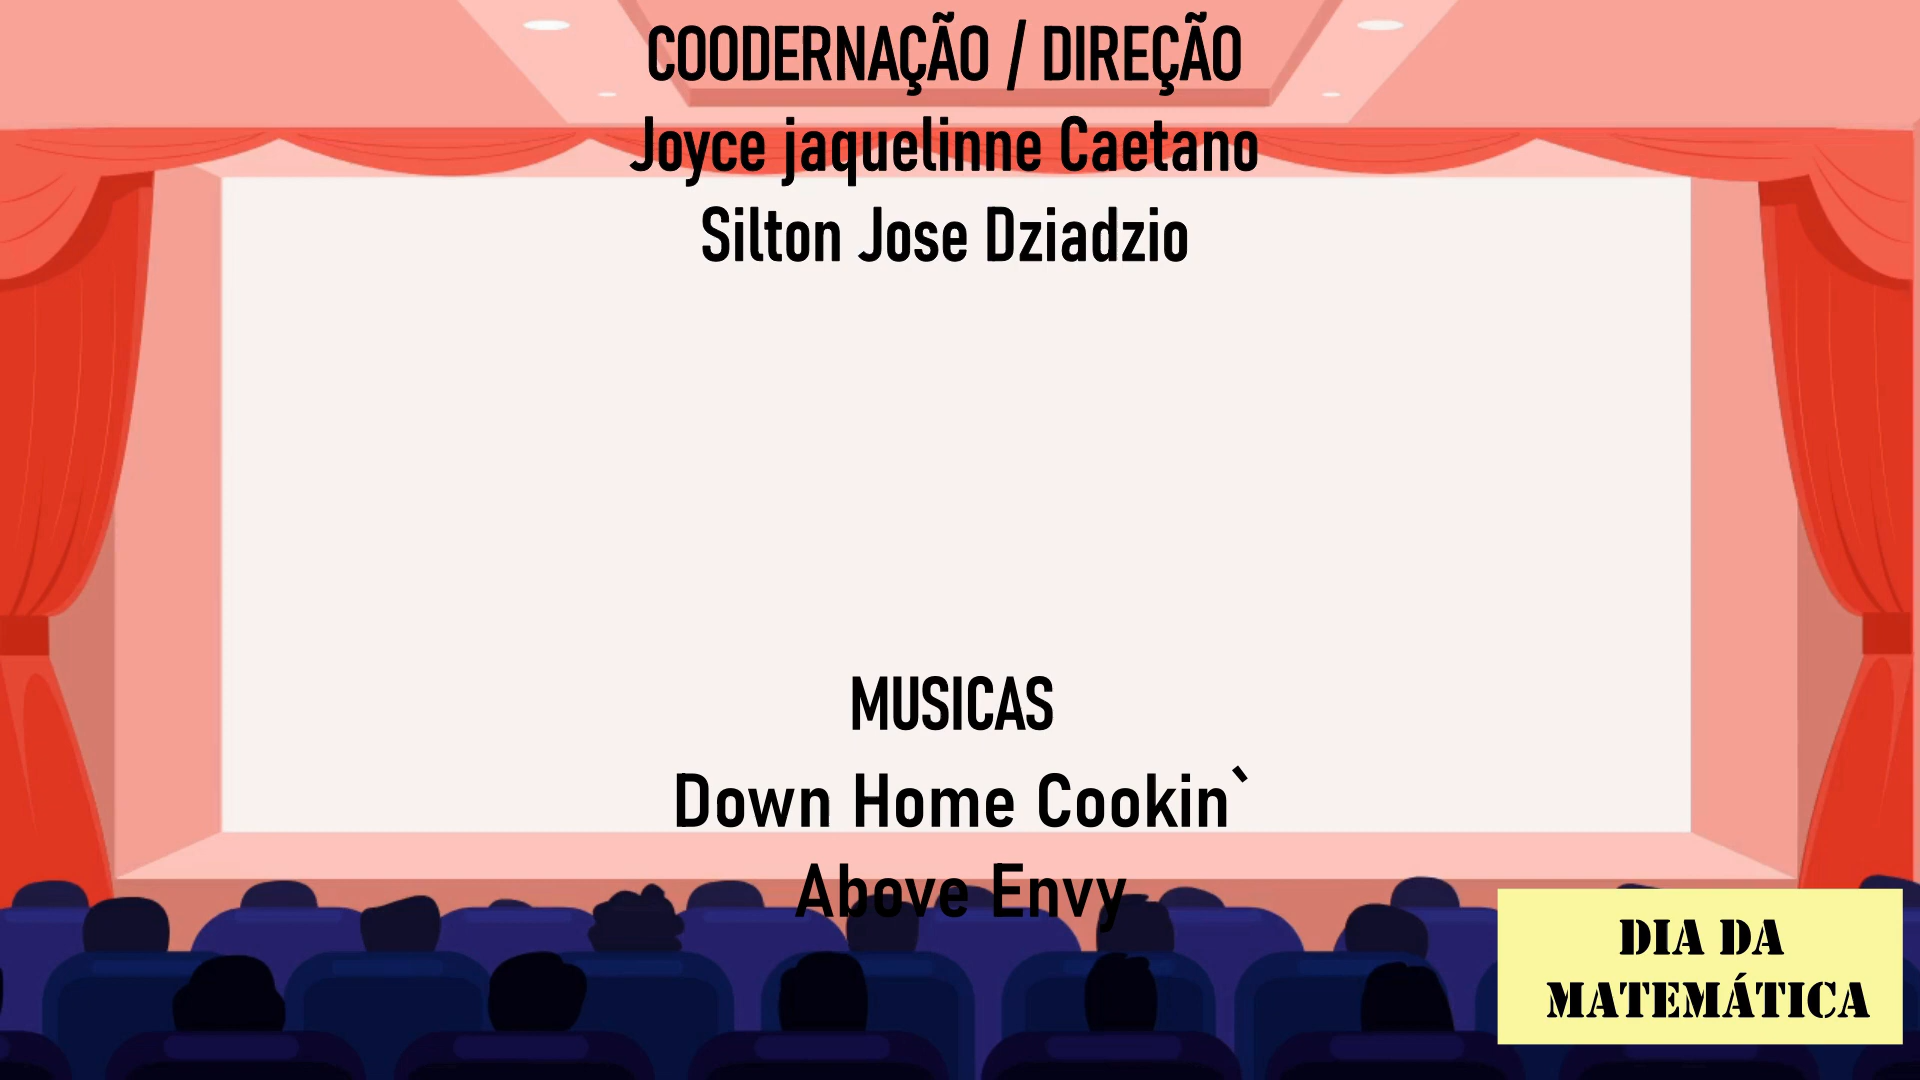 COODERNAÇÃO / DIREÇÃO
Joyce jaquelinne Caetano
Silton Jose Dziadzio
MUSICAS
Down Home Cookin`
Above Envy
DIA DA
MATEMÁTICA